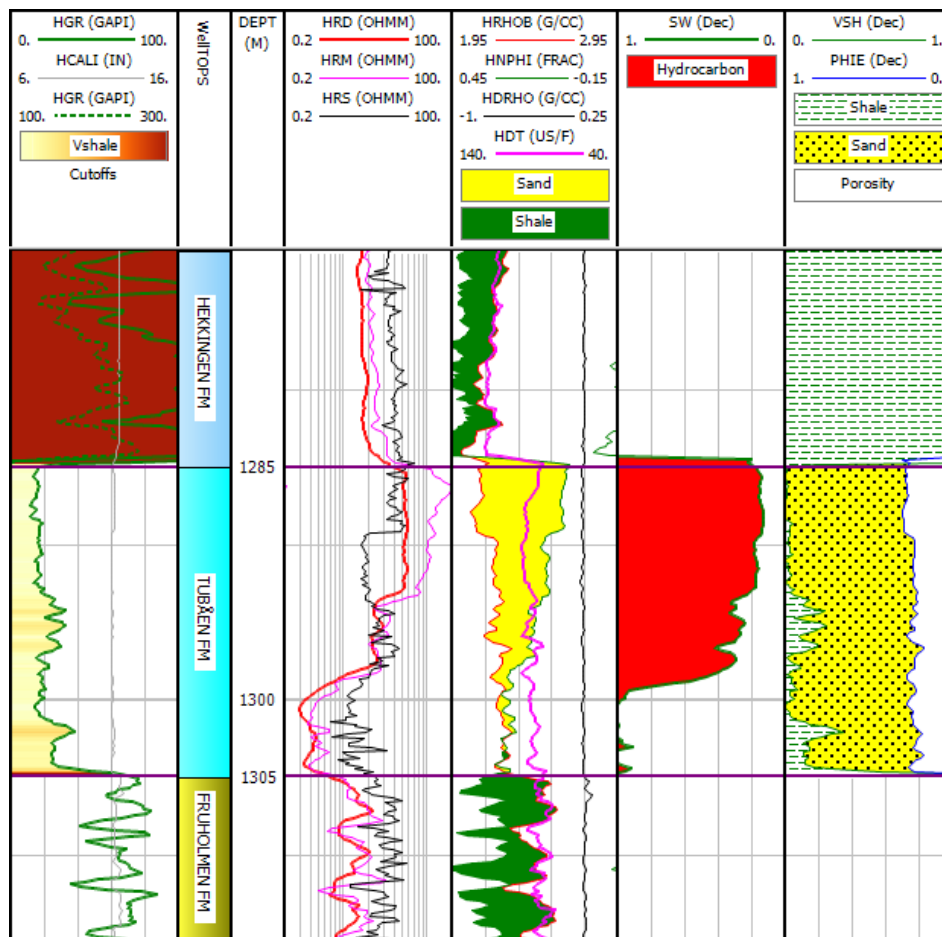 HGR (GAPI)
0. 100.
HCALI (IN)
6. 16.
HGR (GAPI)
100. 300.
Vshale
Cutoffs
WellTOPS
DEPT
(M)
HRD (OHMM)
0.2 100.
HRM (OHMM)
0.2 100.
HRS (OHMM)
0.2 100.
HRHOB (G/CC)
1.95 2.95
HNPHI (FRAC)
0.45 -0.15
HDRHO (G/CC)
-1. 0.25
HDT (US/F)
140. 40.
Sand
Shale
SW (Dec)
1. 0.
Hydrocarbon
VSH (Dec)
0. 1.
PHIE (Dec)
1. 0.
Shale
Sand
Porosity
HEKKINGEN FM
1285
TUBÅEN FM
1300
1305
FRUHOLMEN FM